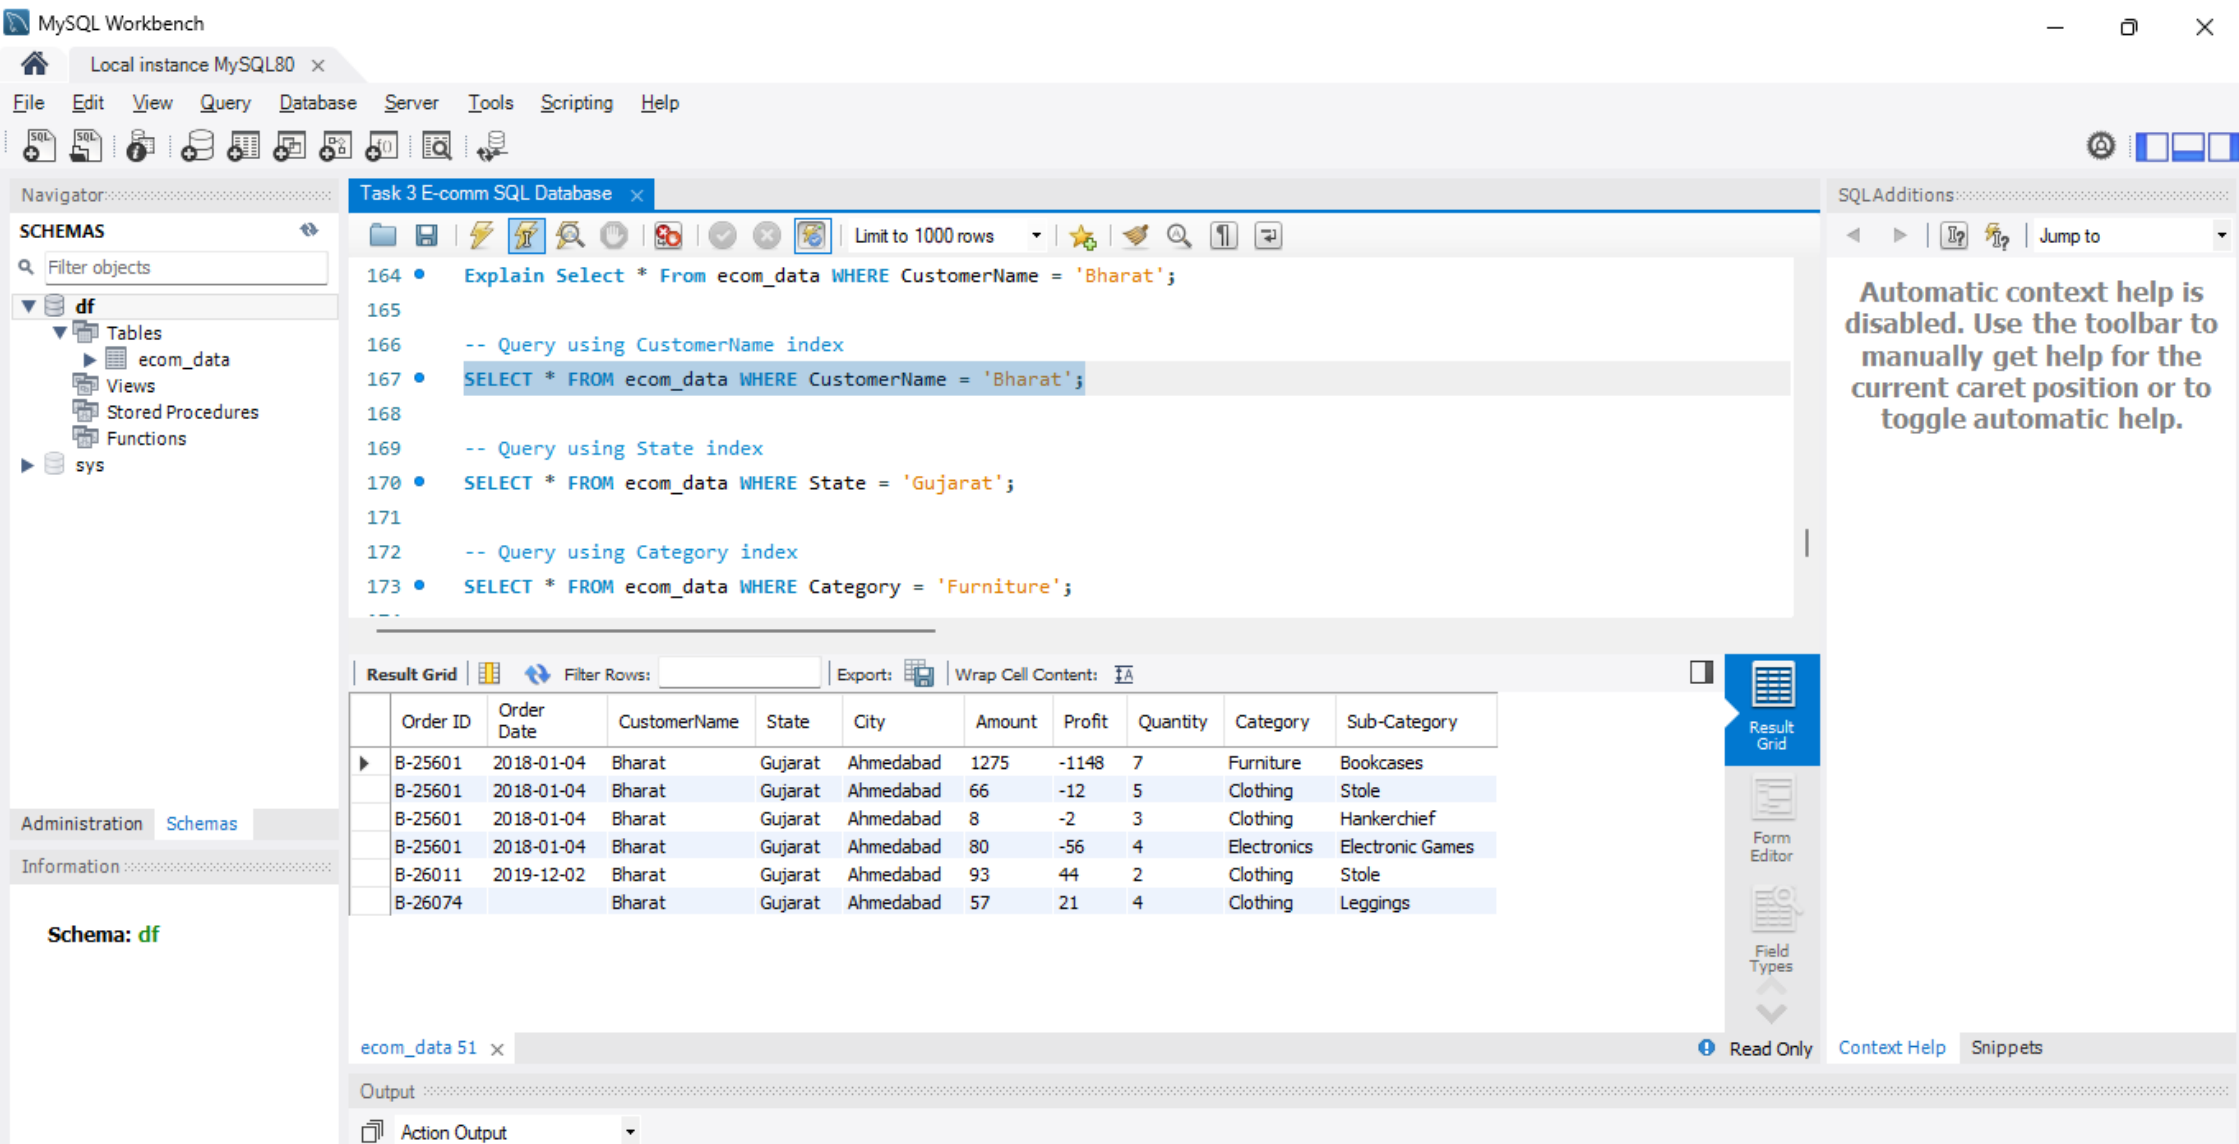 MySQL Workbench
Local instance MySQL80
File Edit View Query Database Server Tools Scripting Help
Navigator
SCHEMAS
Filter objects
df
Tables
ecom_data
Views
Stored Procedures
Functions
sys
Administration Schemas
Information
Schema: df
Task 3 E-comm SQL Database
Limit to 1000 rows
164 Explain Select * From ecom_data WHERE CustomerName = 'Bharat';
165
166 -- Query using CustomerName index
167 SELECT * FROM ecom_data WHERE CustomerName = 'Bharat';
168
169 -- Query using State index
170 SELECT * FROM ecom_data WHERE State = 'Gujarat';
171
172 -- Query using Category index
173 SELECT * FROM ecom_data WHERE Category = 'Furniture';
Result Grid Filter Rows: Export: Wrap Cell Content:
Order ID Order Date CustomerName State City Amount Profit Quantity Category Sub-Category
B-25601 2018-01-04 Bharat Gujarat Ahmedabad 1275 -1148 7 Furniture Bookcases
B-25601 2018-01-04 Bharat Gujarat Ahmedabad 66 -12 5 Clothing Stole
B-25601 2018-01-04 Bharat Gujarat Ahmedabad 8 -2 3 Clothing Hankerchief
B-25601 2018-01-04 Bharat Gujarat Ahmedabad 80 -56 4 Electronics Electronic Games
B-26011 2019-12-02 Bharat Gujarat Ahmedabad 93 44 2 Clothing Stole
B-26074 Bharat Gujarat Ahmedabad 57 21 4 Clothing Leggings
Result
Grid
Form
Editor
Field
Types
ecom_data 51
Read Only
Output
Action Output
SQLAdditions
Jump to
Automatic context help is
disabled. Use the toolbar to
manually get help for the
current caret position or to
toggle automatic help.
Context Help Snippets